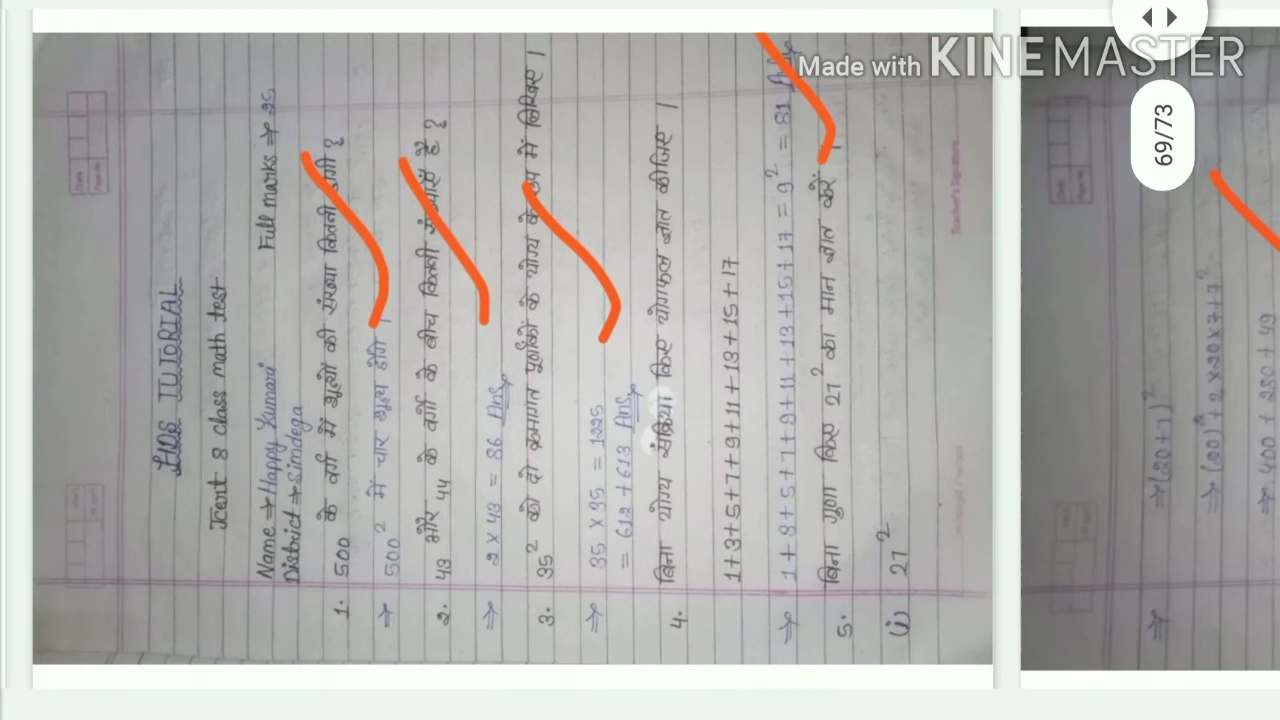 Made with KINEMASTER
69/73
ADS TUTORIAL
Jcert 8 Class math test
Name ⇒ Happy Kumari Full marks ⇒ 25
District ⇒ Simdega
1. 500 के वर्ग में शून्यों की संख्या कितनी होगी ?
⇒ 500² में चार शून्य होंगे ।
2. 43 और 44 के वर्गों के बीच कितनी संख्याएँ हैं ?
⇒ 2 × 43 = 86 Ans
3. 35² को दो क्रमागत पूर्णांकों के योग्य के रूप में लिखिए ।
⇒ 35 × 35 = 1225
= 612 + 613 Ans
4. बिना योग्य संक्रिया किए योगफल ज्ञात कीजिए ।
1+3+5+7+9+11+13+15+17
⇒ 1+3+5+7+9+11+13+15+17 = 9² = 81 Ans
5. बिना गुणा किए 27² का मान ज्ञात करें ।
(i) 27²
Teacher's Signature
⇒ ⇒ (20+7)²
⇒ (20)² + 2 × 20 × 7 + 7²
⇒ 400 + 280 + 49